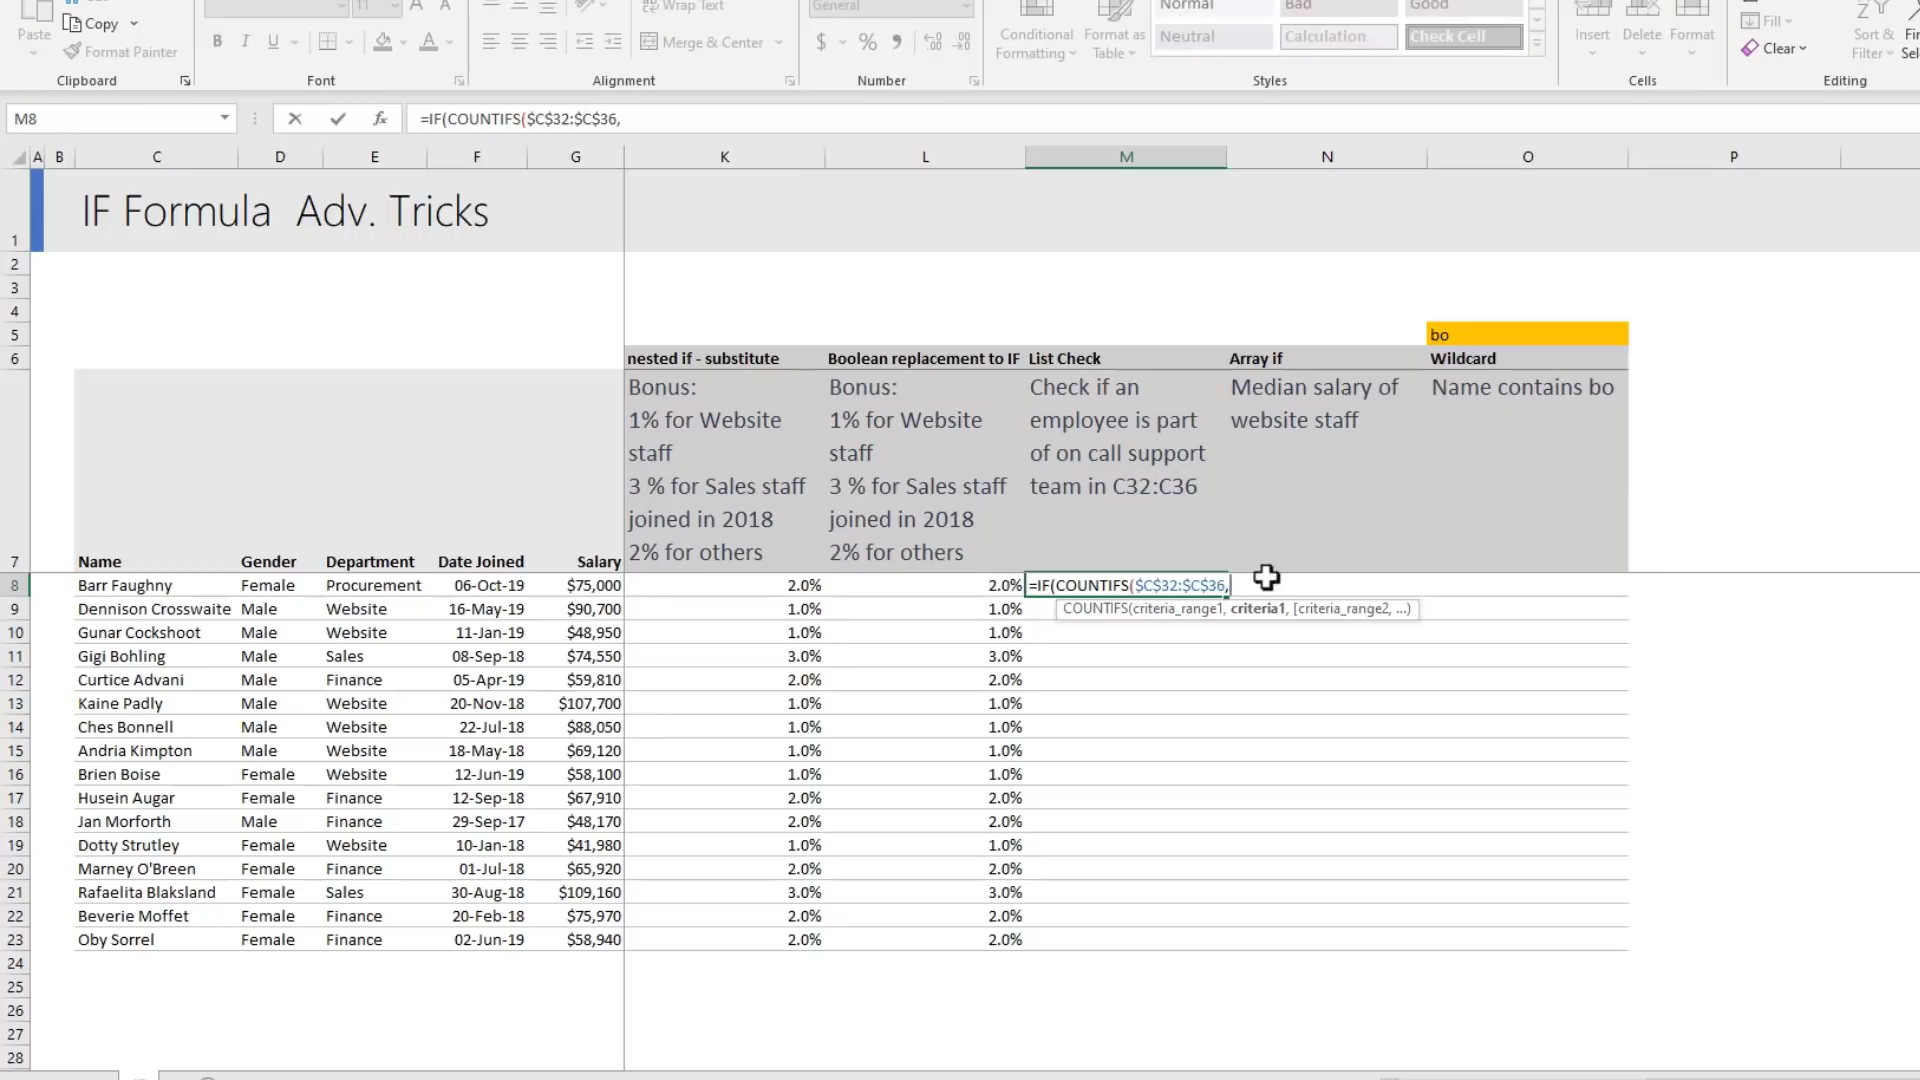 Paste
Copy
Format Painter
Clipboard
11
A
A
B I U
A
Font
Wrap Text
Merge & Center
Alignment
General
$ % 9
Number
Conditional Formatting
Format as Table
Normal Bad Good
Neutral Calculation Check Cell
Styles
Insert Delete Format
Cells
Fill
Clear
Sort & Filter
Editing
M8
fx
=IF(COUNTIFS($C$32:$C$36,
A B C D E F G K L M N O P
1 IF Formula Adv. Tricks
2
3
4
5 bo
6 nested if - substitute Boolean replacement to IF List Check Array if Wildcard
Bonus:
1% for Website
staff
3 % for Sales staff
joined in 2018
2% for others
Bonus:
1% for Website
staff
3 % for Sales staff
joined in 2018
2% for others
Check if an
employee is part
of on call support
team in C32:C36
Median salary of
website staff
Name contains bo
7 Name Gender Department Date Joined Salary
8 Barr Faughny Female Procurement 06-Oct-19 $75,000 2.0% 2.0% =IF(COUNTIFS($C$32:$C$36,
COUNTIFS(criteria_range1, criteria1, [criteria_range2, ...)
9 Dennison Crosswaite Male Website 16-May-19 $90,700 1.0% 1.0%
10 Gunar Cockshoot Male Website 11-Jan-19 $48,950 1.0% 1.0%
11 Gigi Bohling Male Sales 08-Sep-18 $74,550 3.0% 3.0%
12 Curtice Advani Male Finance 05-Apr-19 $59,810 2.0% 2.0%
13 Kaine Padly Male Website 20-Nov-18 $107,700 1.0% 1.0%
14 Ches Bonnell Male Website 22-Jul-18 $88,050 1.0% 1.0%
15 Andria Kimpton Male Website 18-May-18 $69,120 1.0% 1.0%
16 Brien Boise Female Website 12-Jun-19 $58,100 1.0% 1.0%
17 Husein Augar Female Finance 12-Sep-18 $67,910 2.0% 2.0%
18 Jan Morforth Male Finance 29-Sep-17 $48,170 2.0% 2.0%
19 Dotty Strutley Female Website 10-Jan-18 $41,980 1.0% 1.0%
20 Marney O'Breen Female Finance 01-Jul-18 $65,920 2.0% 2.0%
21 Rafaelita Blaksland Female Sales 30-Aug-18 $109,160 3.0% 3.0%
22 Beverie Moffet Female Finance 20-Feb-18 $75,970 2.0% 2.0%
23 Oby Sorrel Female Finance 02-Jun-19 $58,940 2.0% 2.0%
24
25
26
27
28